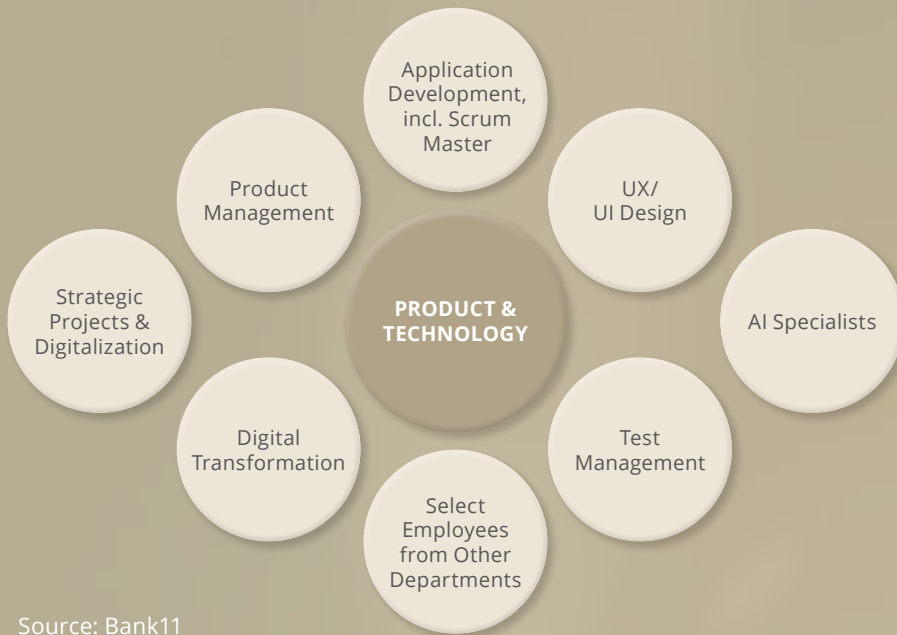 Application
Development,
incl. Scrum
Master
Product
Management
UX/
UI Design
Strategic
Projects &
Digitalization
PRODUCT &
TECHNOLOGY
AI Specialists
Digital
Transformation
Test
Management
Select
Employees
from Other
Departments
Source: Bank11